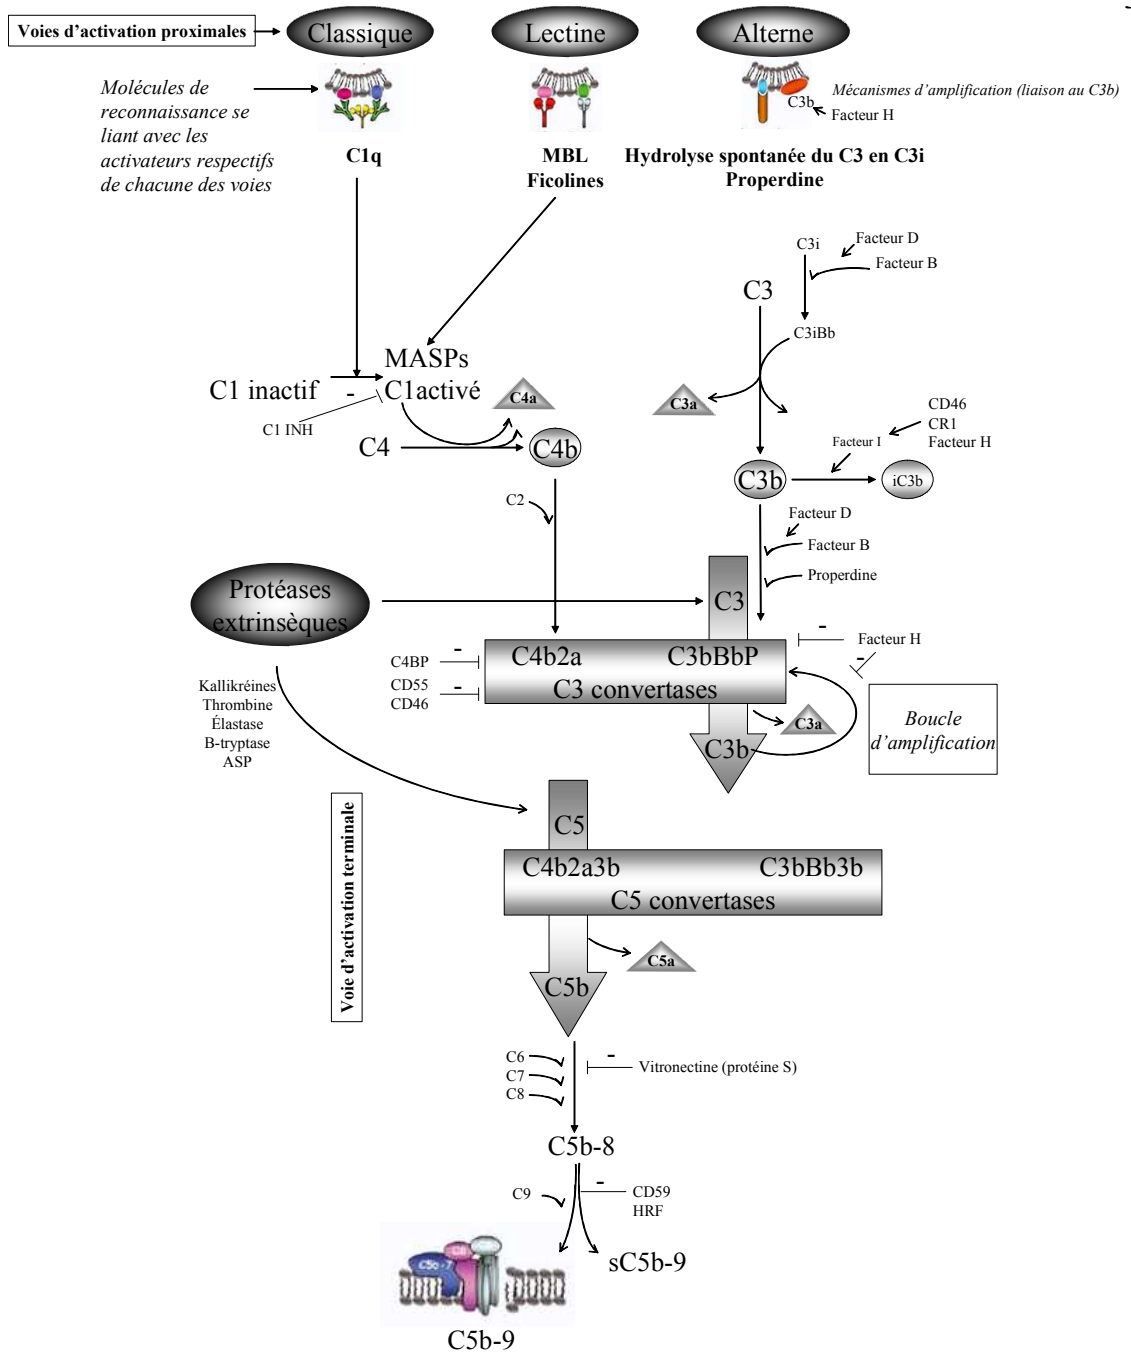 Voies d'activation proximales
Classique
Lectine
Alterne
Molécules de
reconnaissance se
liant avec les
activateurs respectifs
de chacune des voies
C3b
Mécanismes d'amplification (liaison au C3b)
Facteur H
C1q
MBL
Ficolines
Hydrolyse spontanée du C3 en C3i
Properdine
C3i
Facteur D
Facteur B
C3
C3iBb
MASPs
C1 inactif
-
C1activé
C1 INH
C4a
C3a
C4
C4b
CD46
CR1
Facteur H
Facteur I
C3b
iC3b
C2
Facteur D
Facteur B
Properdine
Protéases
extrinsèques
C3
Kallikréines
Thrombine
Élastase
B-tryptase
ASP
C4BP
-
CD55
CD46
-
C4b2a
C3bBbP
C3 convertases
-
Facteur H
-
C3a
C3b
Boucle
d'amplification
Voie d'activation terminale
C5
C4b2a3b
C3bBb3b
C5 convertases
C5a
C5b
C6
C7
C8
-
Vitronectine (protéine S)
C5b-8
C9
-
CD59
HRF
sC5b-9
C5b-9